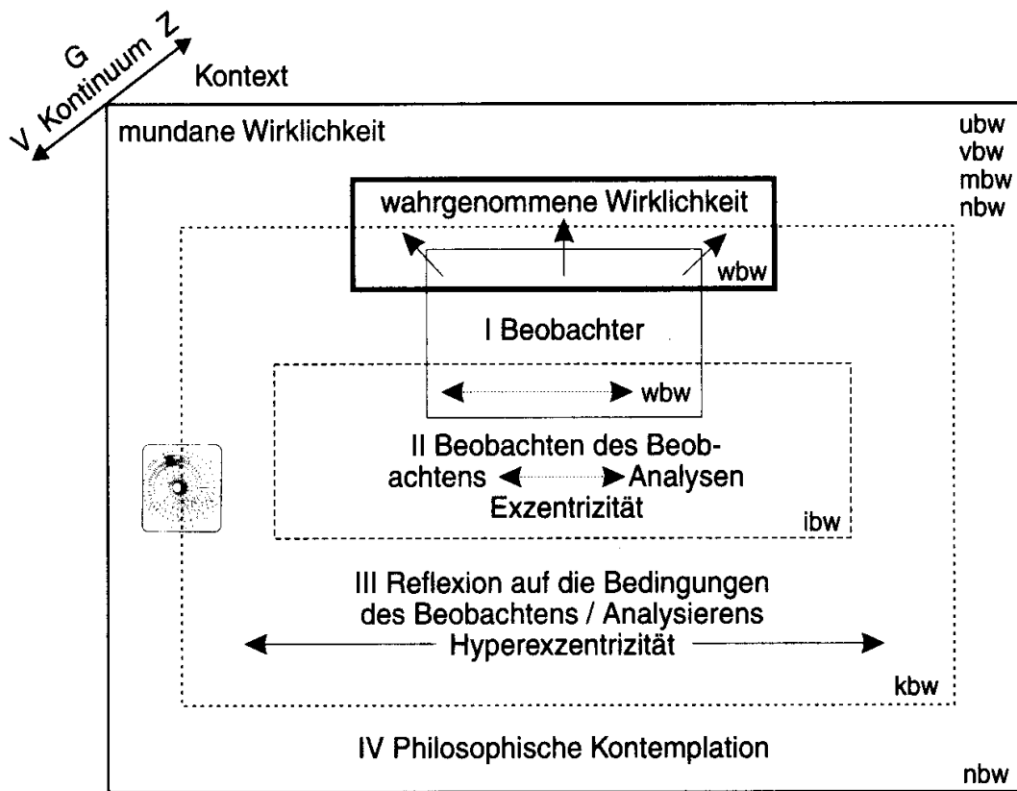 V Kontinuum Z
G
Kontext
mundane Wirklichkeit
ubw
vbw
mbw
nbw
wahrgenommene Wirklichkeit
wbw
I Beobachter
wbw
II Beobachten des Beob-
achtens Analysen
Exzentrizität
ibw
III Reflexion auf die Bedingungen
des Beobachtens / Analysierens
Hyperexzentrizität
kbw
IV Philosophische Kontemplation
nbw